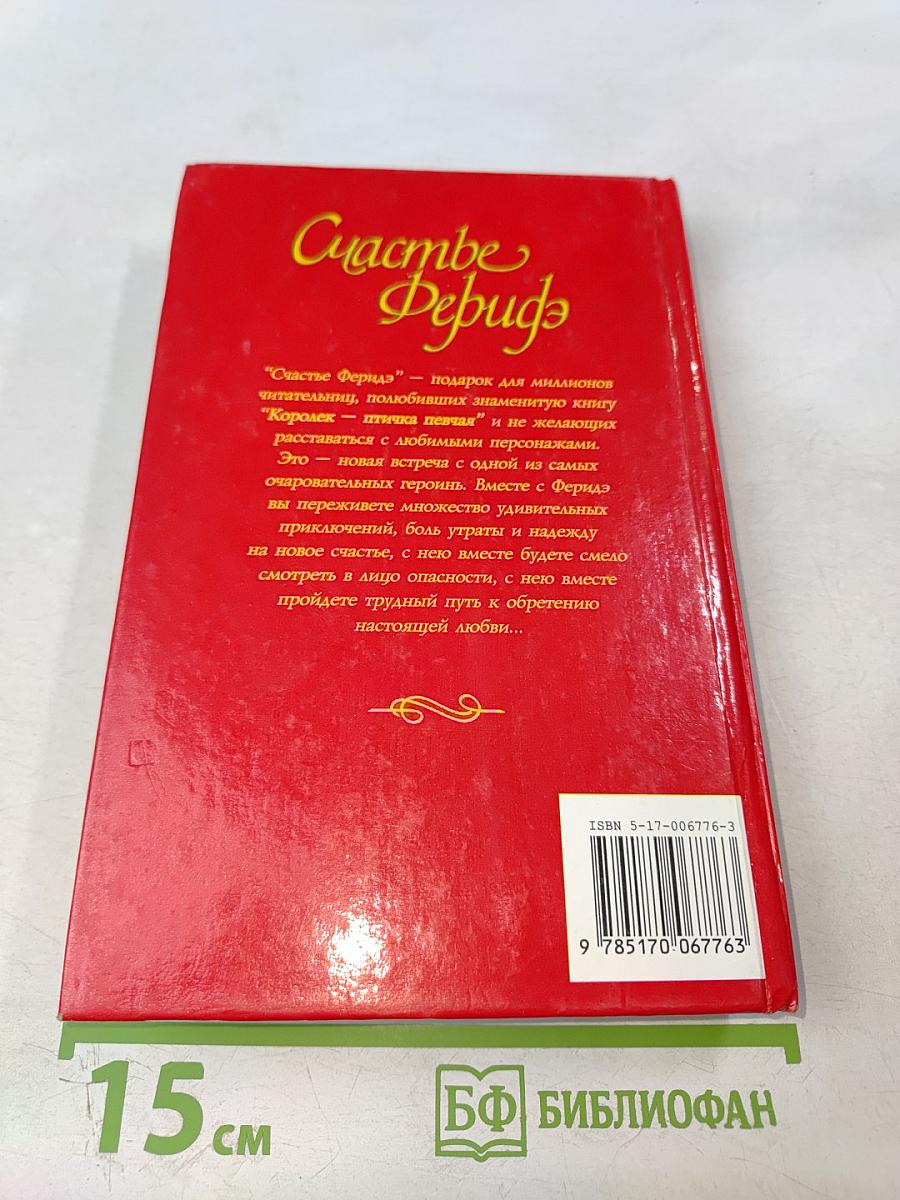 Счастье
Феридэ
“Счастье Феридэ” — подарок для миллионов
читательниц, полюбивших знаменитую книгу
“Королек — птичка певчая” и не желающих
расставаться с любимыми персонажами.
Это — новая встреча с одной из самых
очаровательных героинь. Вместе с Феридэ
вы переживете множество удивительных
приключений, боль утраты и надежду
на новое счастье, с нею вместе будете смело
смотреть в лицо опасности, с нею вместе
пройдете трудный путь к обретению
настоящей любви...
ISBN 5-17-006776-3
9 785170 067763
15 см
БФ БИБЛИОФАН